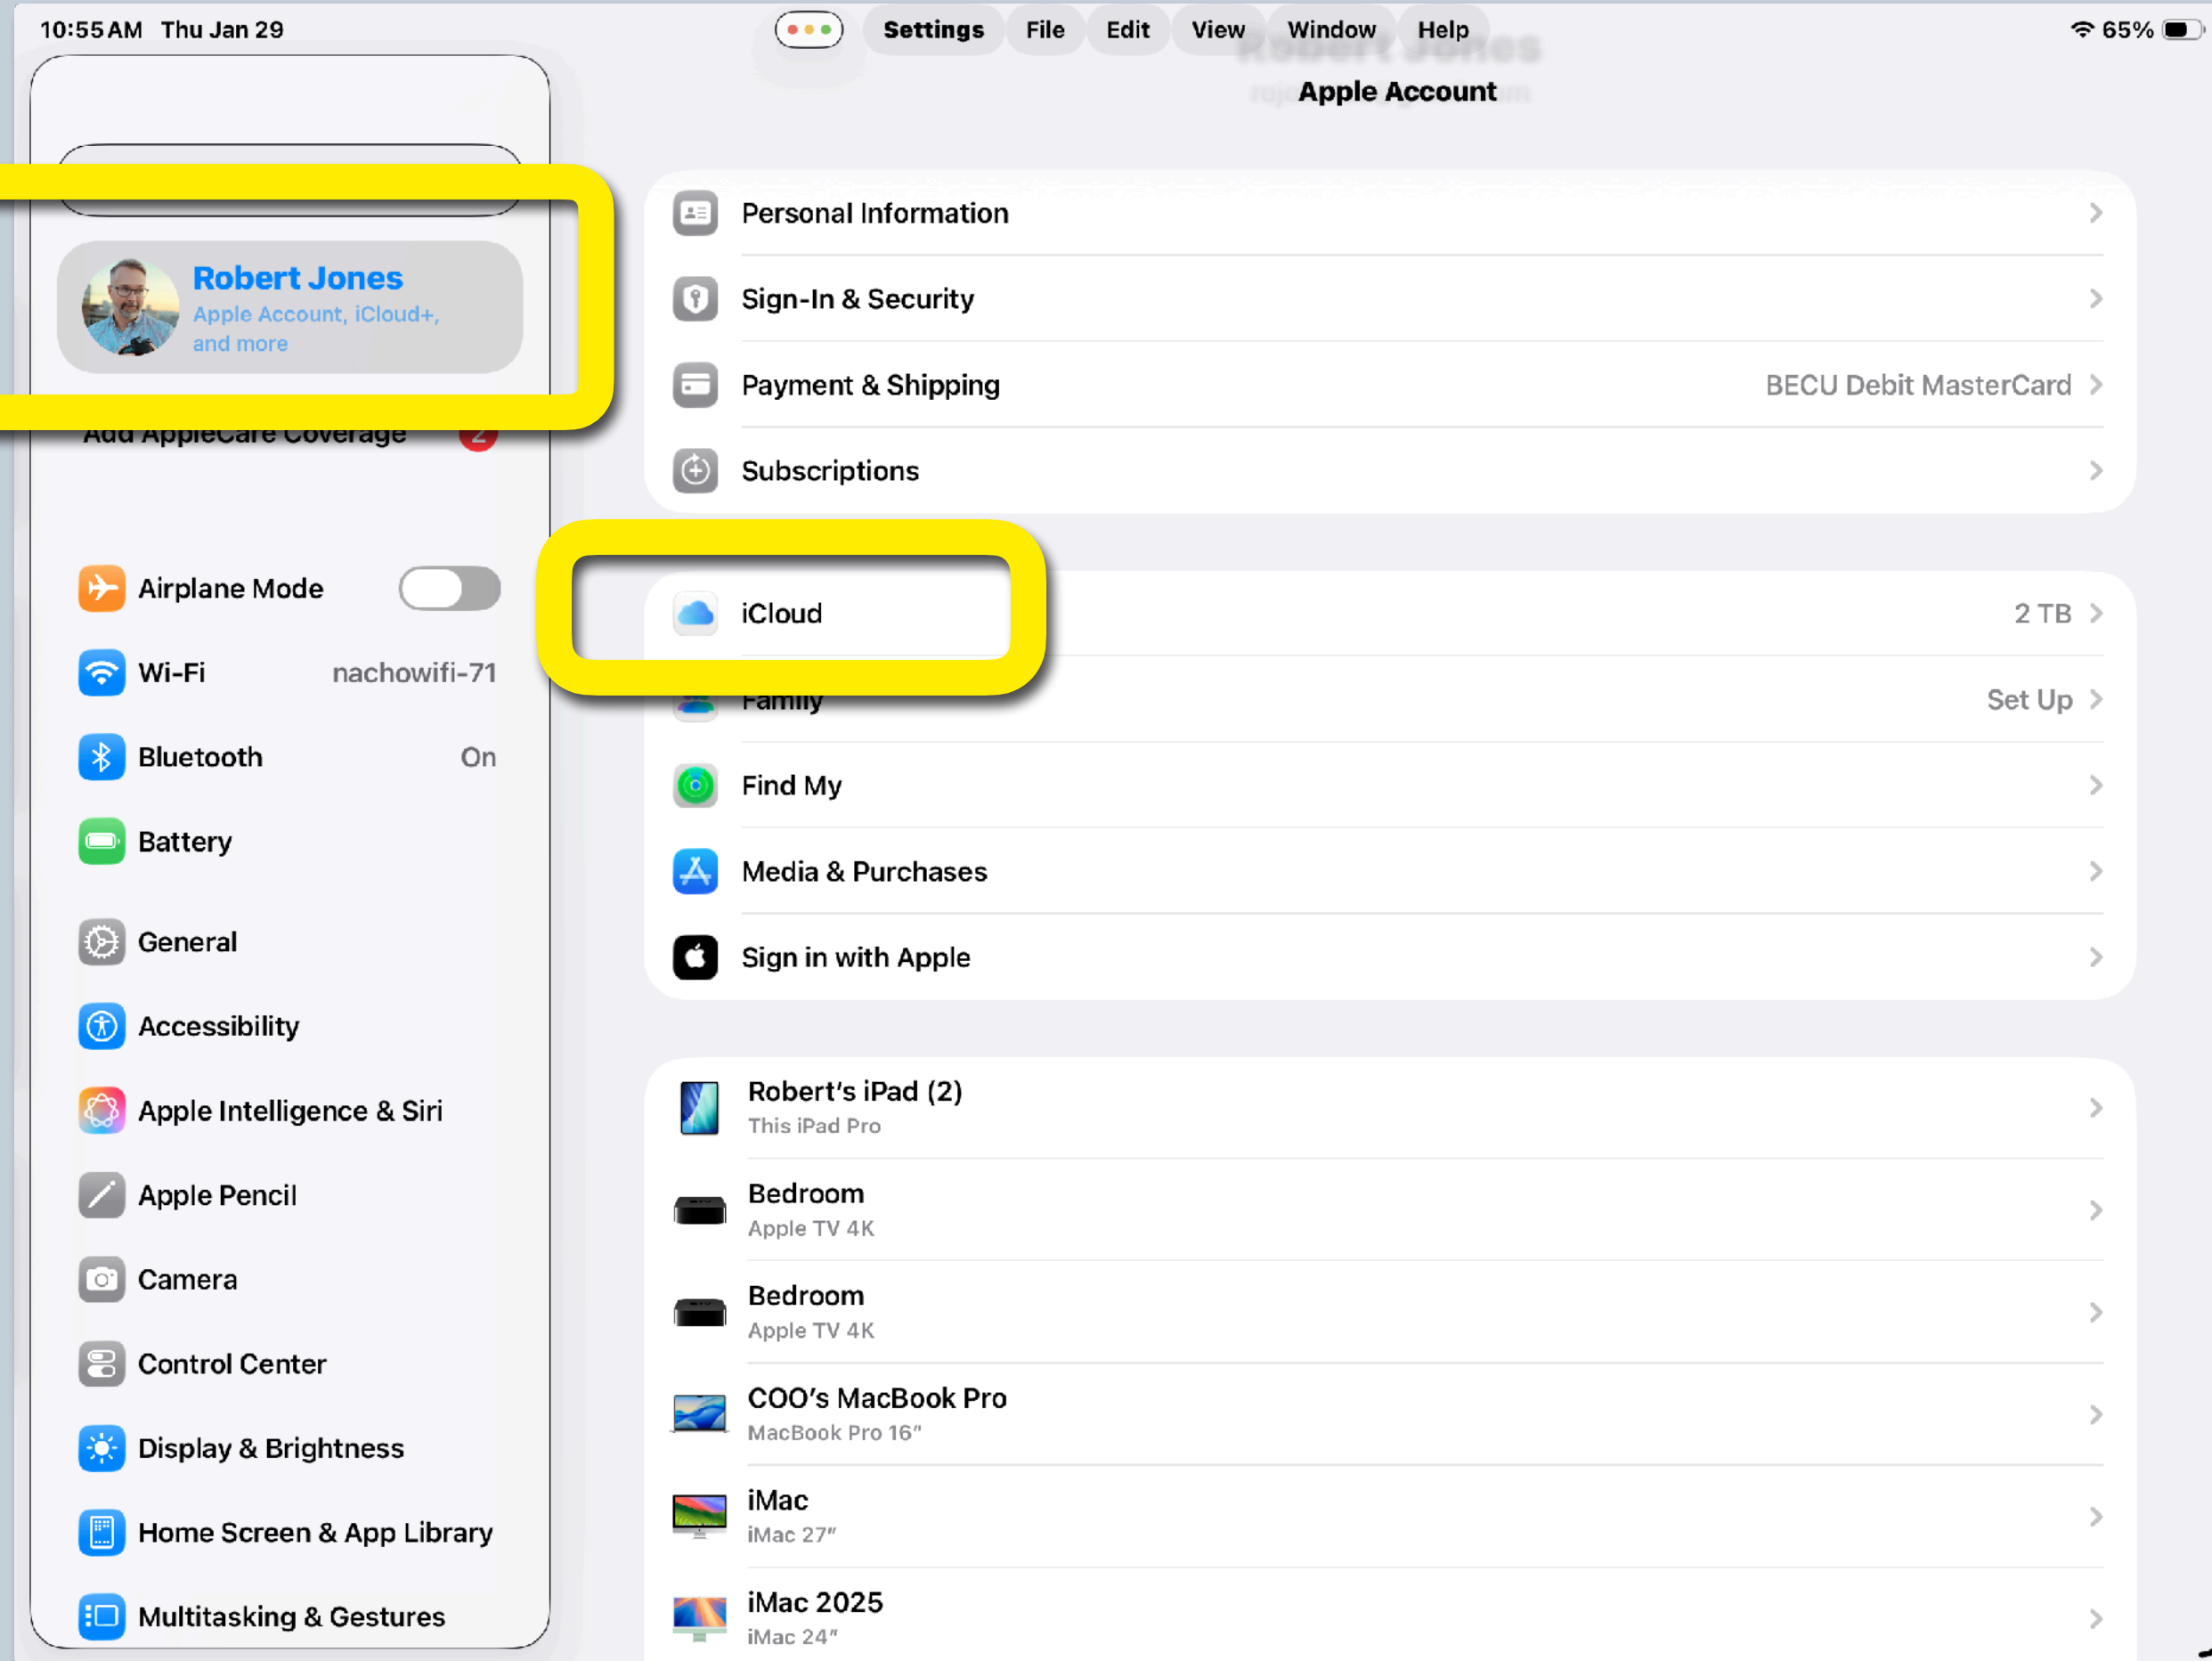 10:55 AM Thu Jan 29
Settings File Edit View Window Help
65%
Robert Jones
Apple Account
Robert Jones
Apple Account, iCloud+,
and more
Add AppleCare Coverage 2
Airplane Mode
Wi-Fi nachowifi-71
Bluetooth On
Battery
General
Accessibility
Apple Intelligence & Siri
Apple Pencil
Camera
Control Center
Display & Brightness
Home Screen & App Library
Multitasking & Gestures
Personal Information
Sign-In & Security
Payment & Shipping BECU Debit MasterCard
Subscriptions
iCloud 2 TB
Family Set Up
Find My
Media & Purchases
Sign in with Apple
Robert's iPad (2)
This iPad Pro
Bedroom
Apple TV 4K
Bedroom
Apple TV 4K
COO's MacBook Pro
MacBook Pro 16"
iMac
iMac 27"
iMac 2025
iMac 24"